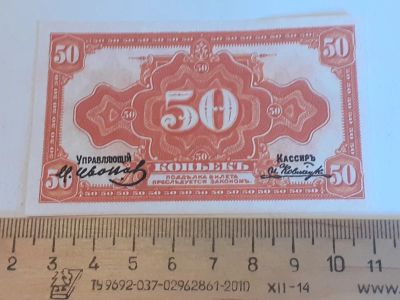 50 50
50
50
УПРАВЛЯЮЩІЙ КАССИРЪ
50 КОПѢЕКЪ 50
ПОДДѢЛКА БИЛЕТА
ПРЕСЛѢДУЕТСЯ ЗАКОНОМЪ.
50
2 3 4 5 6 7 8 9 10 11
ТУ 9692-037-02962861-2010 XII-14